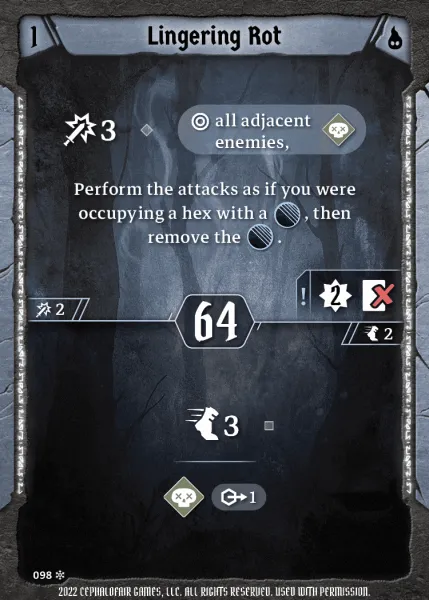 1 Lingering Rot
3 all adjacent
enemies,
Perform the attacks as if you were
occupying a hex with a , then
remove the .
! 2
2 64
2
3
1
098
2022 CEPHALOFAIR GAMES, LLC. ALL RIGHTS RESERVED. USED WITH PERMISSION.